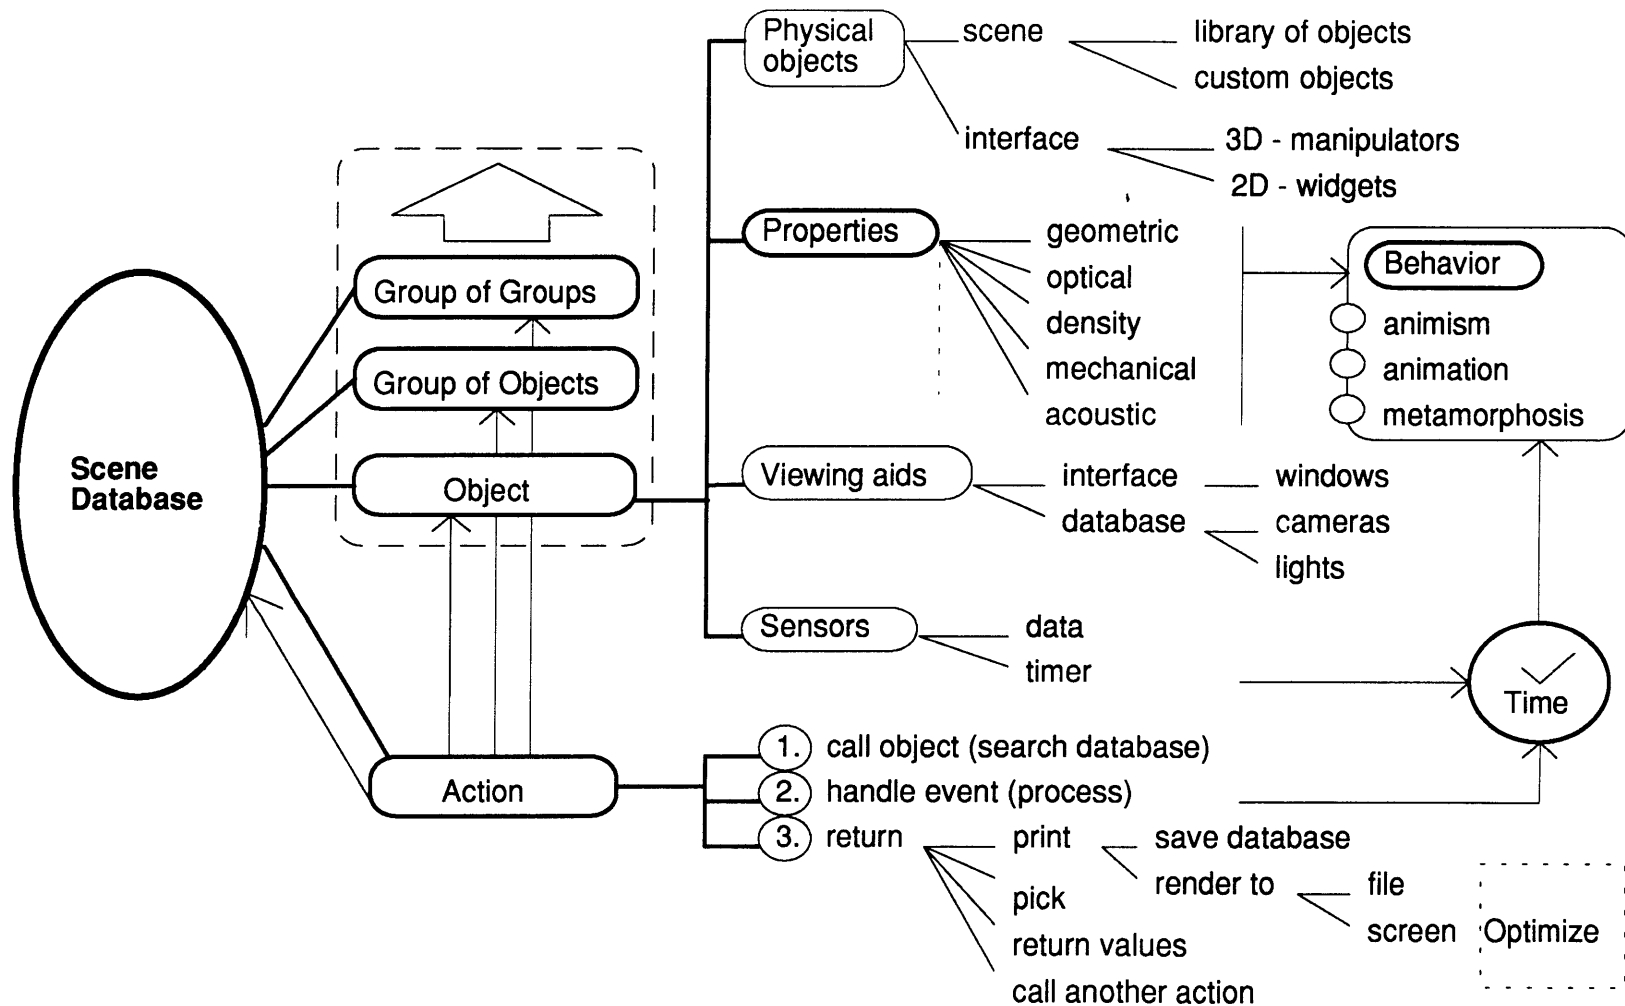 Physical
objects
scene
library of objects
custom objects
interface
3D - manipulators
2D - widgets
Properties
geometric
optical
density
mechanical
acoustic
Behavior
animism
animation
metamorphosis
Group of Groups
Group of Objects
Object
Scene
Database
Viewing aids
interface
windows
database
cameras
lights
Sensors
data
timer
Time
Action
1. call object (search database)
2. handle event (process)
3. return
print
save database
render to
file
screen
pick
return values
call another action
Optimize